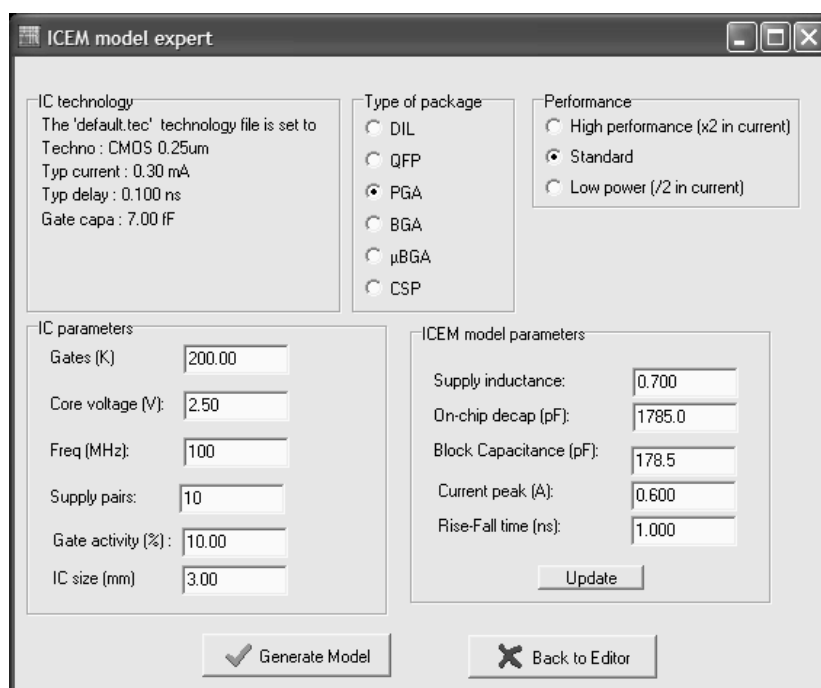 ICEM model expert
IC technology
The 'default.tec' technology file is set to
Techno : CMOS 0.25um
Typ current : 0.30 mA
Typ delay : 0.100 ns
Gate capa : 7.00 fF
Type of package
DIL
QFP
PGA
BGA
µBGA
CSP
Performance
High performance (x2 in current)
Standard
Low power (/2 in current)
IC parameters
Gates (K) 200.00
Core voltage (V): 2.50
Freq (MHz): 100
Supply pairs: 10
Gate activity (%) : 10.00
IC size (mm) 3.00
ICEM model parameters
Supply inductance: 0.700
On-chip decap (pF): 1785.0
Block Capacitance (pF): 178.5
Current peak (A): 0.600
Rise-Fall time (ns): 1.000
Update
Generate Model
Back to Editor